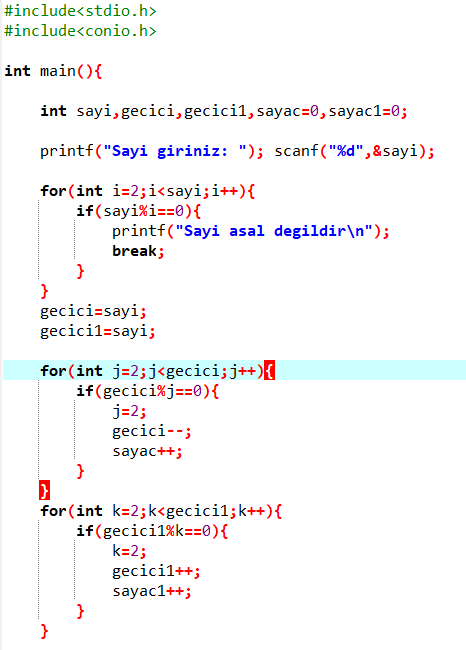 #include<stdio.h>
#include<conio.h>
int main(){
int sayi,gecici,gecici1,sayac=0,sayac1=0;
printf("Sayi giriniz: "); scanf("%d",&sayi);
for(int i=2;i<sayi;i++){
if(sayi%i==0){
printf("Sayi asal degildir\n");
break;
}
}
gecici=sayi;
gecici1=sayi;
for(int j=2;j<gecici;j++){
if(gecici%j==0){
j=2;
gecici--;
sayac++;
}
}
for(int k=2;k<gecici1;k++){
if(gecici1%k==0){
k=2;
gecici1++;
sayac1++;
}
}